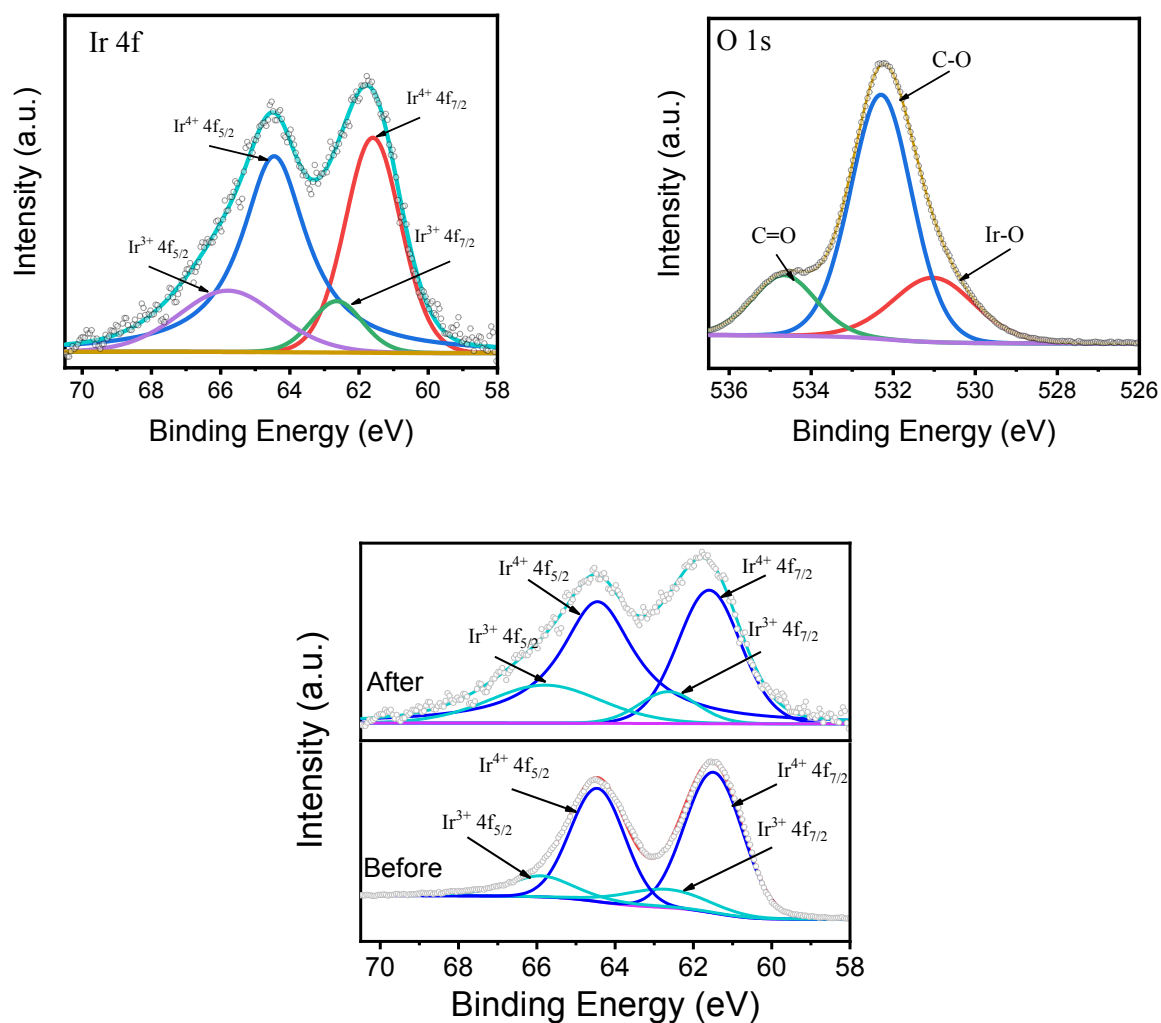 Ir 4f
Ir⁴⁺ 4f₇/₂
Ir⁴⁺ 4f₅/₂
Ir³⁺ 4f₇/₂
Ir³⁺ 4f₅/₂
Intensity (a.u.)
70 68 66 64 62 60 58
Binding Energy (eV)
O 1s
C-O
C=O
Ir-O
Intensity (a.u.)
536 534 532 530 528 526
Binding Energy (eV)
Ir⁴⁺ 4f₅/₂
Ir⁴⁺ 4f₇/₂
Ir³⁺ 4f₅/₂
Ir³⁺ 4f₇/₂
After
Ir⁴⁺ 4f₅/₂
Ir⁴⁺ 4f₇/₂
Ir³⁺ 4f₅/₂
Ir³⁺ 4f₇/₂
Before
Intensity (a.u.)
70 68 66 64 62 60 58
Binding Energy (eV)